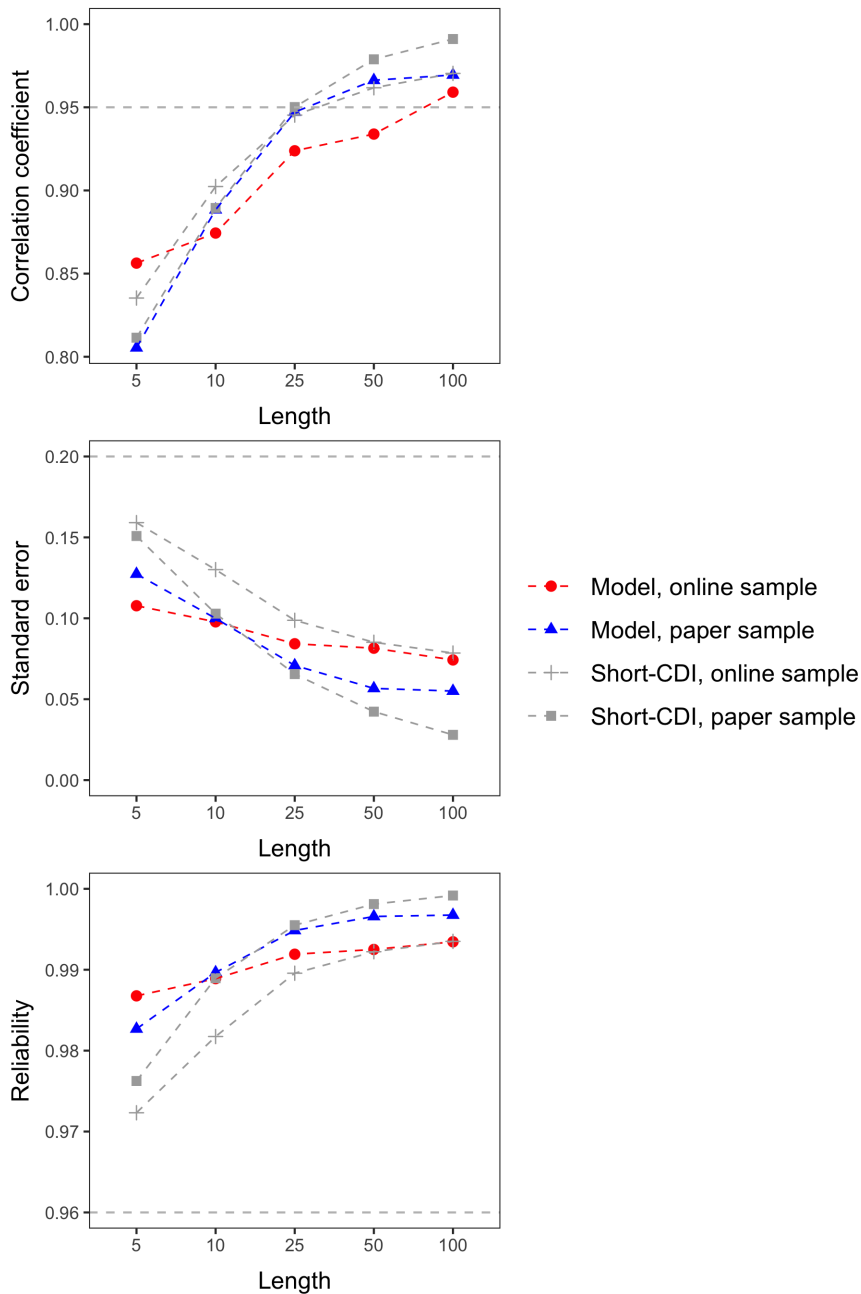 1.00
0.95
0.90
0.85
0.80
Correlation coefficient
5 10 25 50 100
Length
0.20
0.15
0.10
0.05
0.00
Standard error
5 10 25 50 100
Length
Model, online sample
Model, paper sample
Short-CDI, online sample
Short-CDI, paper sample
1.00
0.99
0.98
0.97
0.96
Reliability
5 10 25 50 100
Length